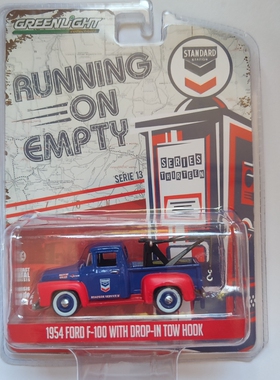 GREENLIGHT
STANDARD
RUNNING
ON
EMPTY
SERIE 13
SERIES
THIRTEEN
1954 FORD F-100 WITH DROP-IN TOW HOOK